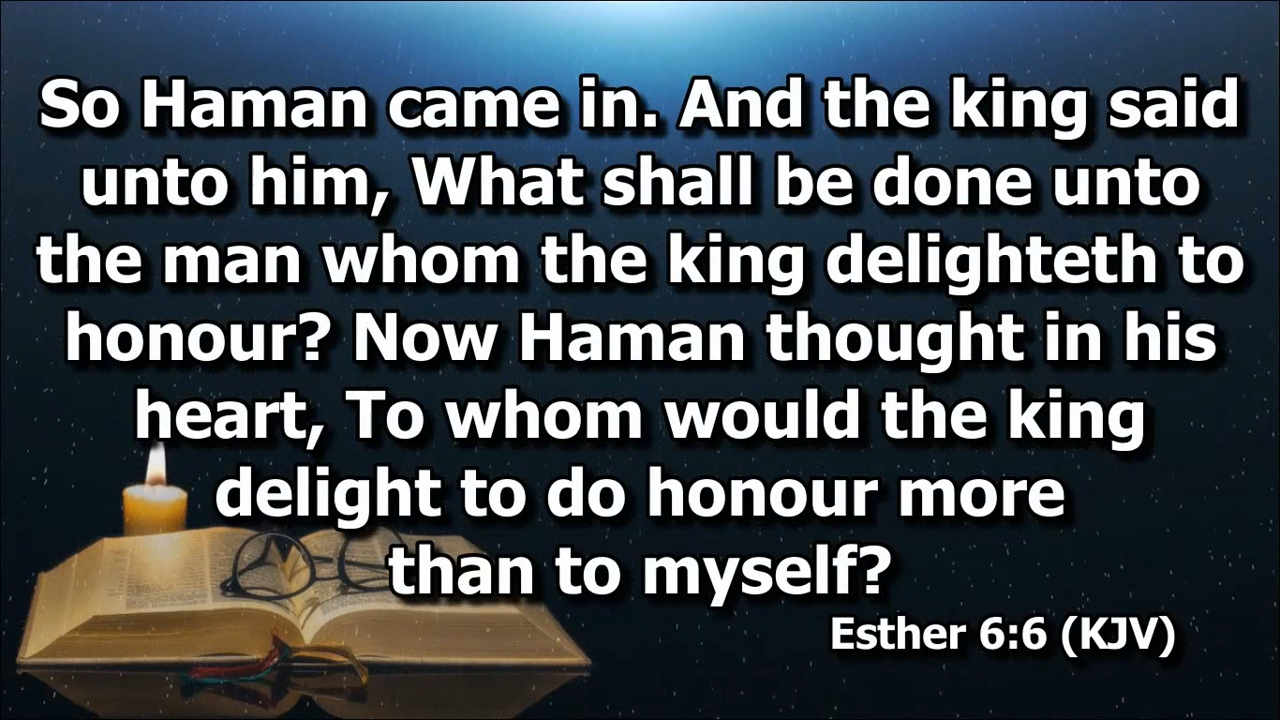 So Haman came in. And the king said
unto him, What shall be done unto
the man whom the king delighteth to
honour? Now Haman thought in his
heart, To whom would the king
delight to do honour more
than to myself?
Esther 6:6 (KJV)